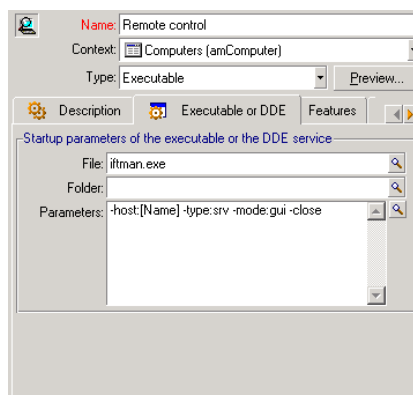 Name: Remote control
Context: Computers (amComputer)
Type: Executable Preview...
Description Executable or DDE Features
Startup parameters of the executable or the DDE service
File: iftman.exe
Folder:
Parameters: -host:[Name] -type:srv -mode:gui -close